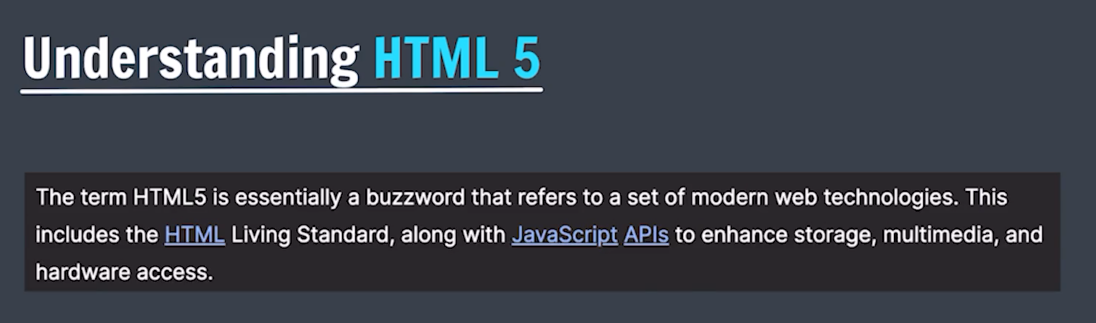 Understanding HTML 5
The term HTML5 is essentially a buzzword that refers to a set of modern web technologies. This
includes the HTML Living Standard, along with JavaScript APIs to enhance storage, multimedia, and
hardware access.